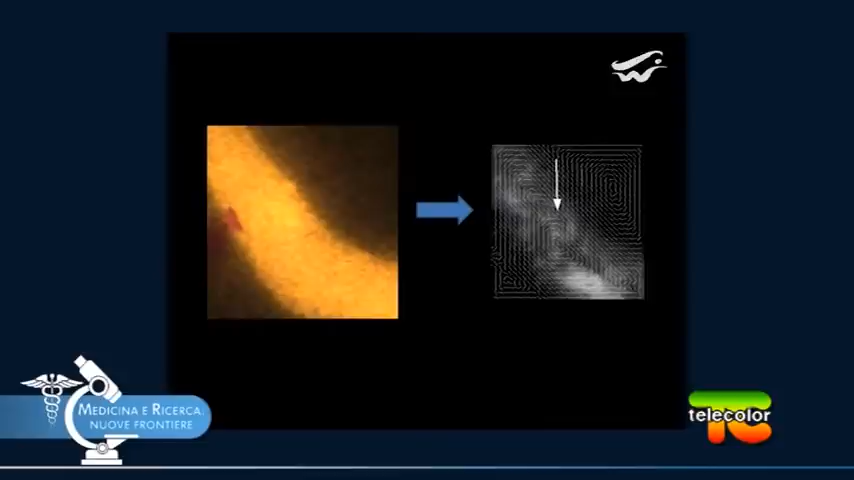 MEDICINA E RICERCA:
NUOVE FRONTIERE
telecolor
TC